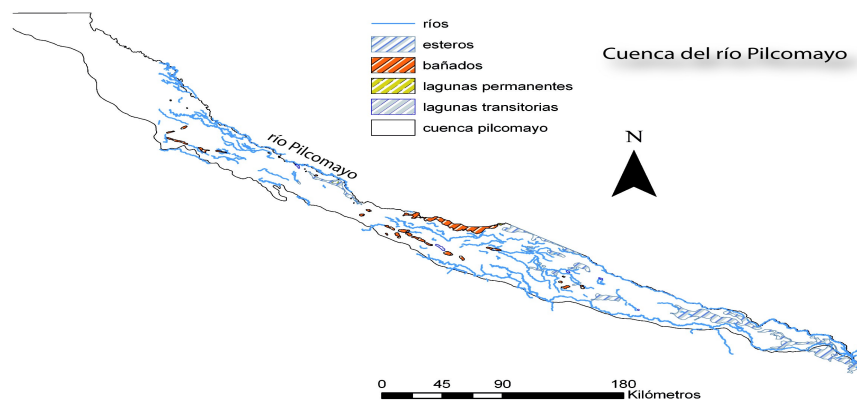 ríos
esteros
bañados
lagunas permanentes
lagunas transitorias
cuenca pilcomayo
Cuenca del río Pilcomayo
N
río Pilcomayo
0 45 90 180
Kilómetros